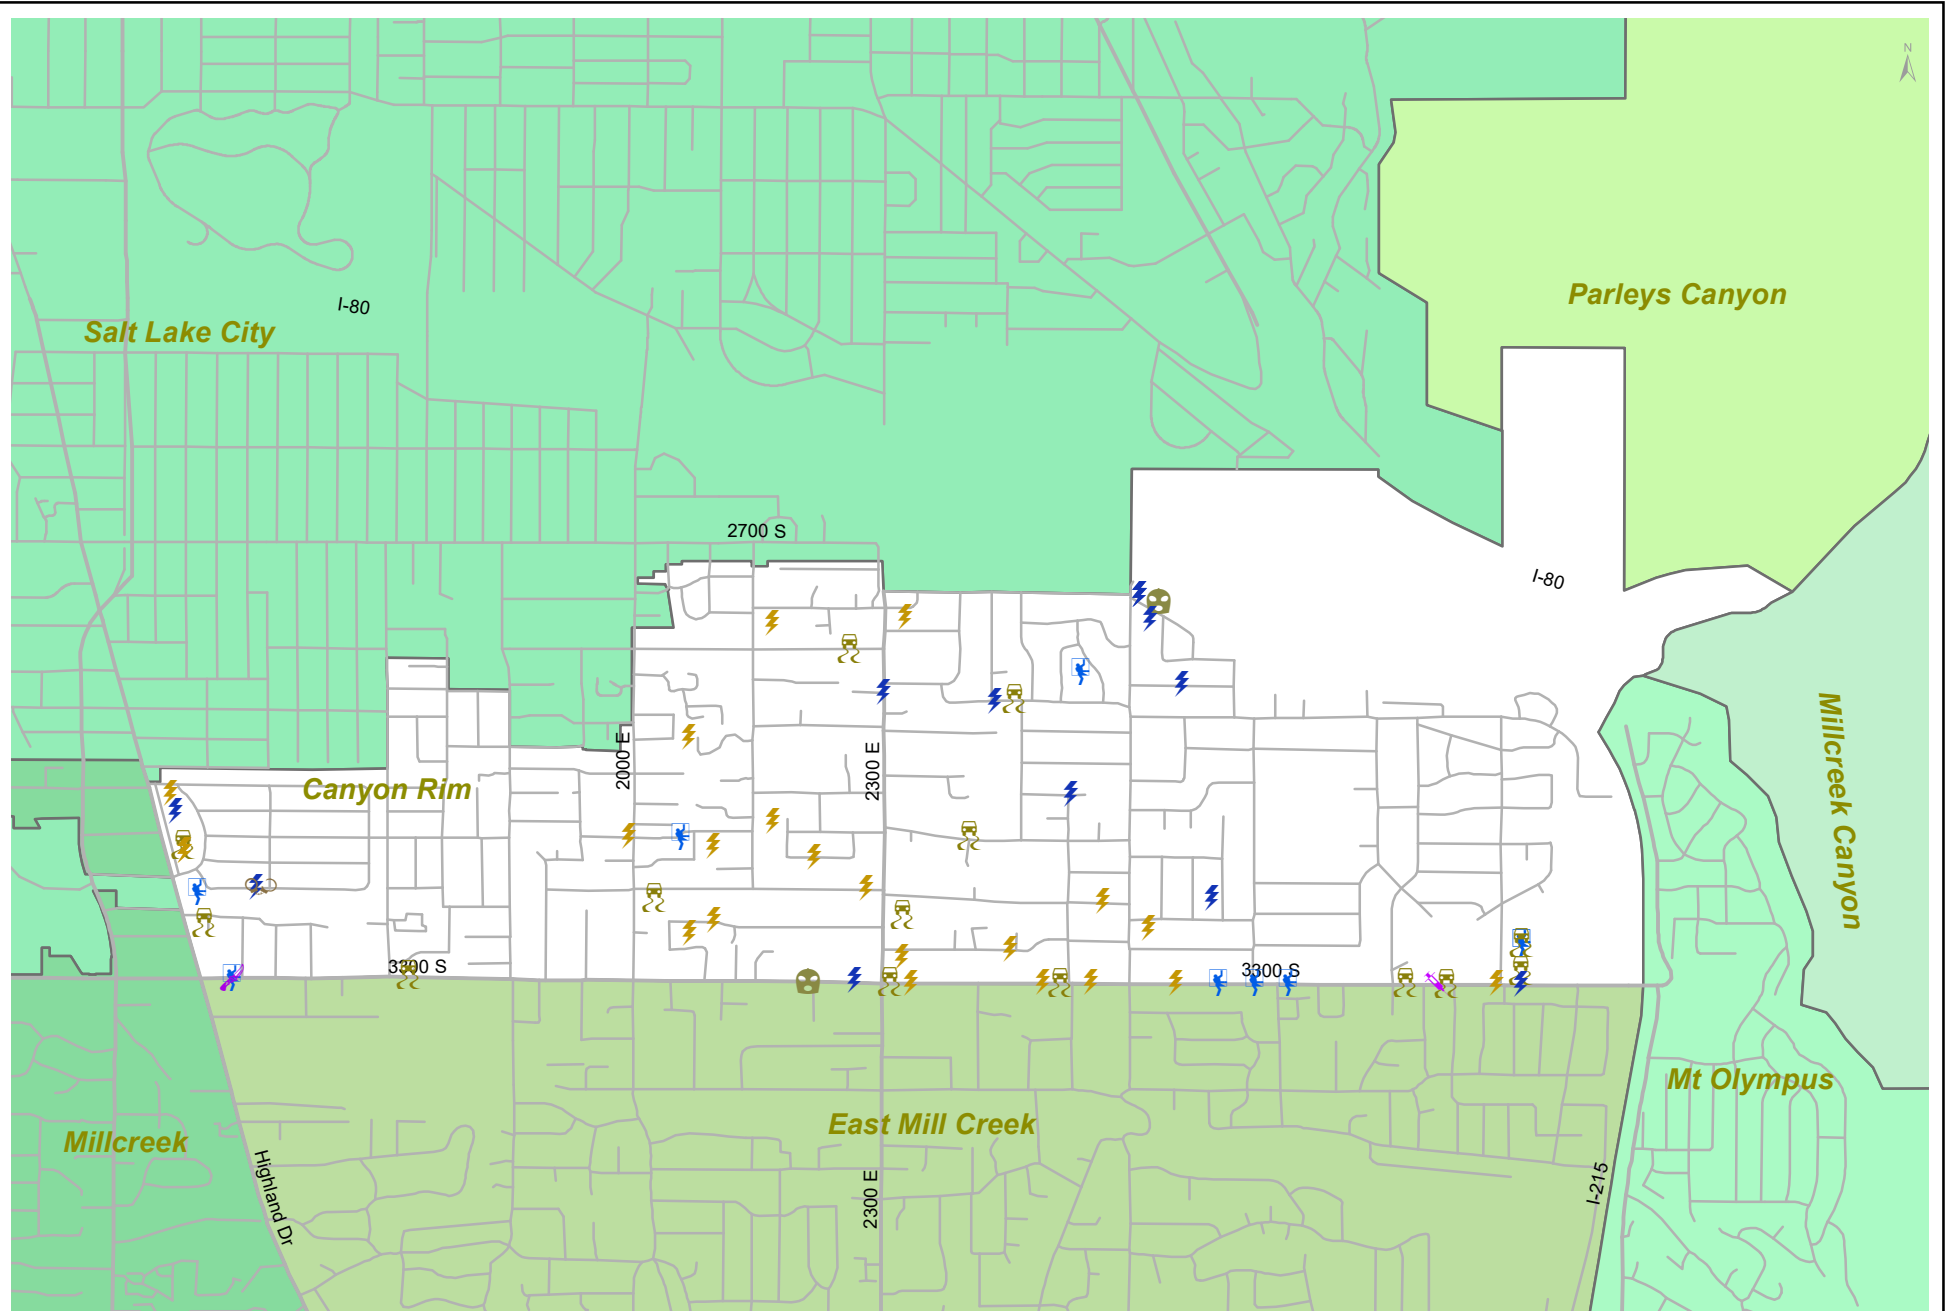 N
Parleys Canyon
I-80
Salt Lake City
2700 S
I-80
2000 E
2300 E
Canyon Rim
Millcreek Canyon
3300 S
3300 S
Mt Olympus
East Mill Creek
Millcreek
Highland Dr
2300 E
I-215